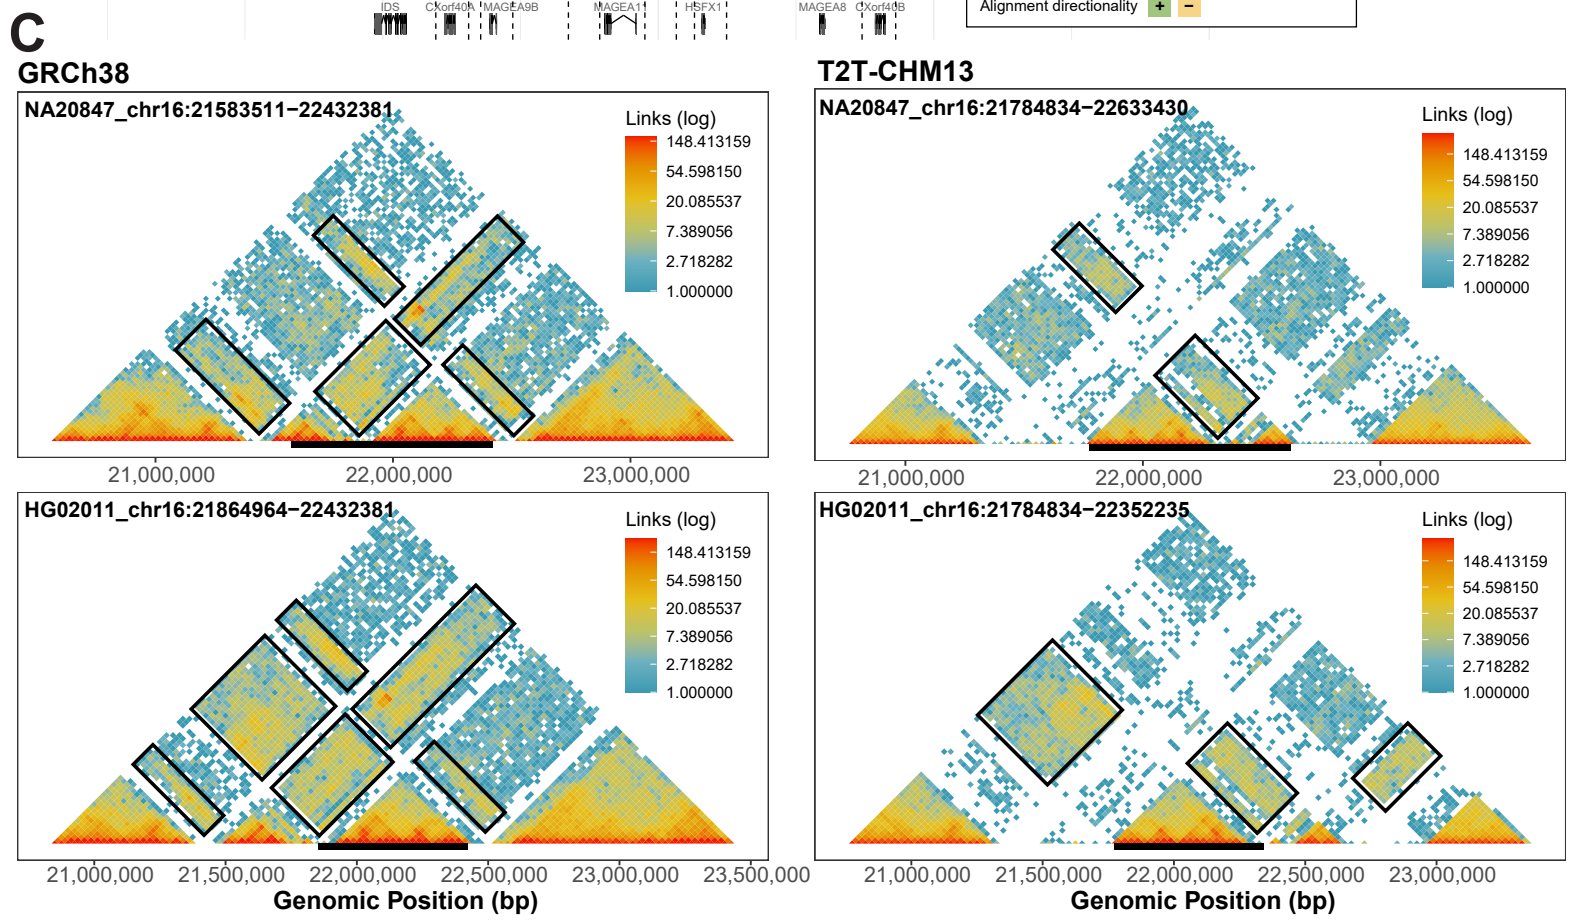 IDS CXorf40A MAGEA9B MAGEA11 HSFX1 MAGEA8 CXorf40B
Alignment directionality + −
C
GRCh38
T2T-CHM13
NA20847_chr16:21583511−22432381
Links (log)
148.413159
54.598150
20.085537
7.389056
2.718282
1.000000
21,000,000 22,000,000 23,000,000
NA20847_chr16:21784834−22633430
Links (log)
148.413159
54.598150
20.085537
7.389056
2.718282
1.000000
21,000,000 22,000,000 23,000,000
HG02011_chr16:21864964−22432381
Links (log)
148.413159
54.598150
20.085537
7.389056
2.718282
1.000000
21,000,000 21,500,000 22,000,000 22,500,000 23,000,000 23,500,000
Genomic Position (bp)
HG02011_chr16:21784834−22352235
Links (log)
148.413159
54.598150
20.085537
7.389056
2.718282
1.000000
21,000,000 21,500,000 22,000,000 22,500,000 23,000,000
Genomic Position (bp)